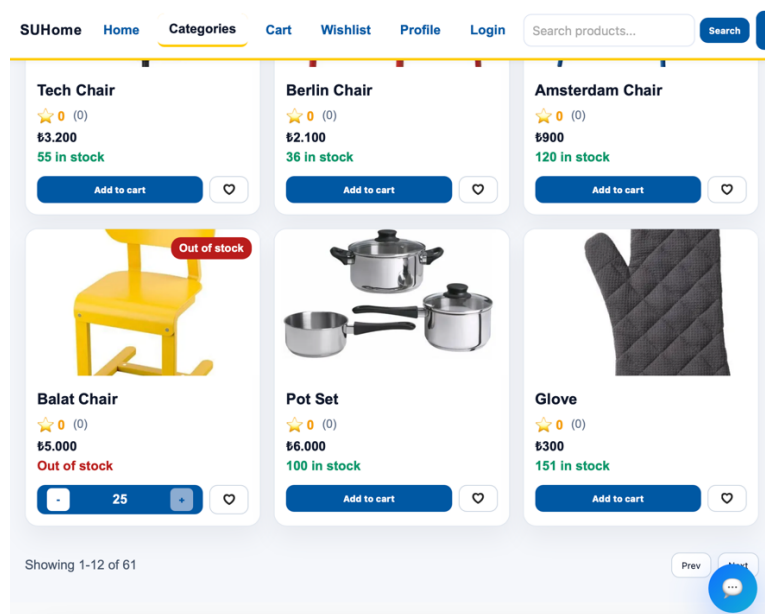 SUHome Home Categories Cart Wishlist Profile Login Search products... Search
Tech Chair
0 (0)
₺3.200
55 in stock
Add to cart
Berlin Chair
0 (0)
₺2.100
36 in stock
Add to cart
Amsterdam Chair
0 (0)
₺900
120 in stock
Add to cart
Out of stock
Balat Chair
0 (0)
₺5.000
Out of stock
- 25 +
Pot Set
0 (0)
₺6.000
100 in stock
Add to cart
Glove
0 (0)
₺300
151 in stock
Add to cart
Showing 1-12 of 61
Prev Next